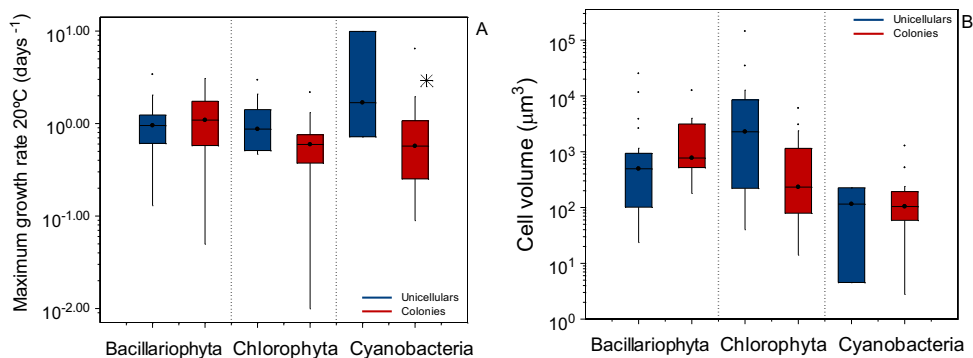 A
Maximum growth rate 20ºC (days -1)
10^1.00
10^0.00
10^-1.00
10^-2.00
Unicellulars
Colonies
Bacillariophyta Chlorophyta Cyanobacteria
B
Cell volume (μm3)
10^5
10^4
10^3
10^2
10^1
10^0
Unicellulars
Colonies
Bacillariophyta Chlorophyta Cyanobacteria